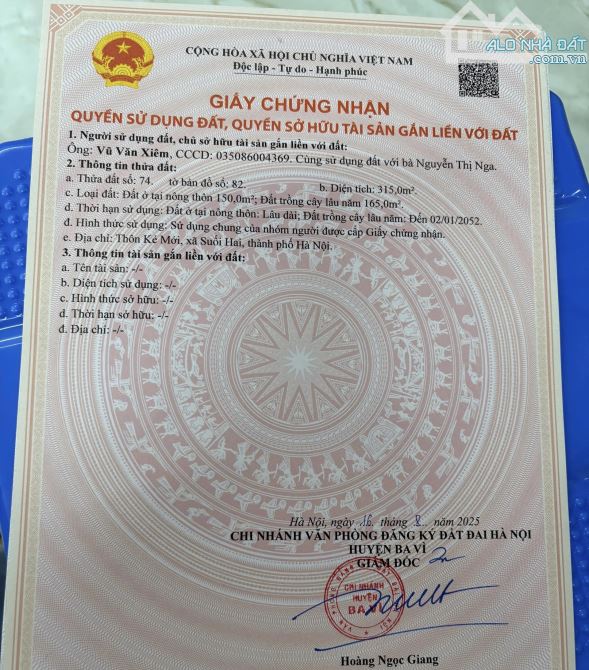 ALO NHÀ ĐẤT
.com.vn
CỘNG HÒA XÃ HỘI CHỦ NGHĨA VIỆT NAM
Độc lập - Tự do - Hạnh phúc
GIẤY CHỨNG NHẬN
QUYỀN SỬ DỤNG ĐẤT, QUYỀN SỞ HỮU TÀI SẢN GẮN LIỀN VỚI ĐẤT
1. Người sử dụng đất, chủ sở hữu tài sản gắn liền với đất:
Ông: Vũ Văn Xiêm, CCCD: 035086004369. Cùng sử dụng đất với bà Nguyễn Thị Nga.
2. Thông tin thửa đất:
a. Thửa đất số: 74. tờ bản đồ số: 82. b. Diện tích: 315,0m².
c. Loại đất: Đất ở tại nông thôn 150,0m²; Đất trồng cây lâu năm 165,0m².
d. Thời hạn sử dụng: Đất ở tại nông thôn: Lâu dài; Đất trồng cây lâu năm: Đến 02/01/2052.
đ. Hình thức sử dụng: Sử dụng chung của nhóm người được cấp Giấy chứng nhận.
e. Địa chỉ: Thôn Ké Mới, xã Suối Hai, thành phố Hà Nội.
3. Thông tin tài sản gắn liền với đất:
a. Tên tài sản: -/-
b. Diện tích sử dụng: -/-
c. Hình thức sở hữu: -/-
d. Thời hạn sở hữu: -/-
đ. Địa chỉ: -/-
Hà Nội, ngày 16 tháng 8 năm 2025
CHI NHÁNH VĂN PHÒNG ĐĂNG KÝ ĐẤT ĐAI HÀ NỘI
HUYỆN BA VÌ
GIÁM ĐỐC
CHI NHÁNH
HUYỆN
BA VÌ
Hoàng Ngọc Giang